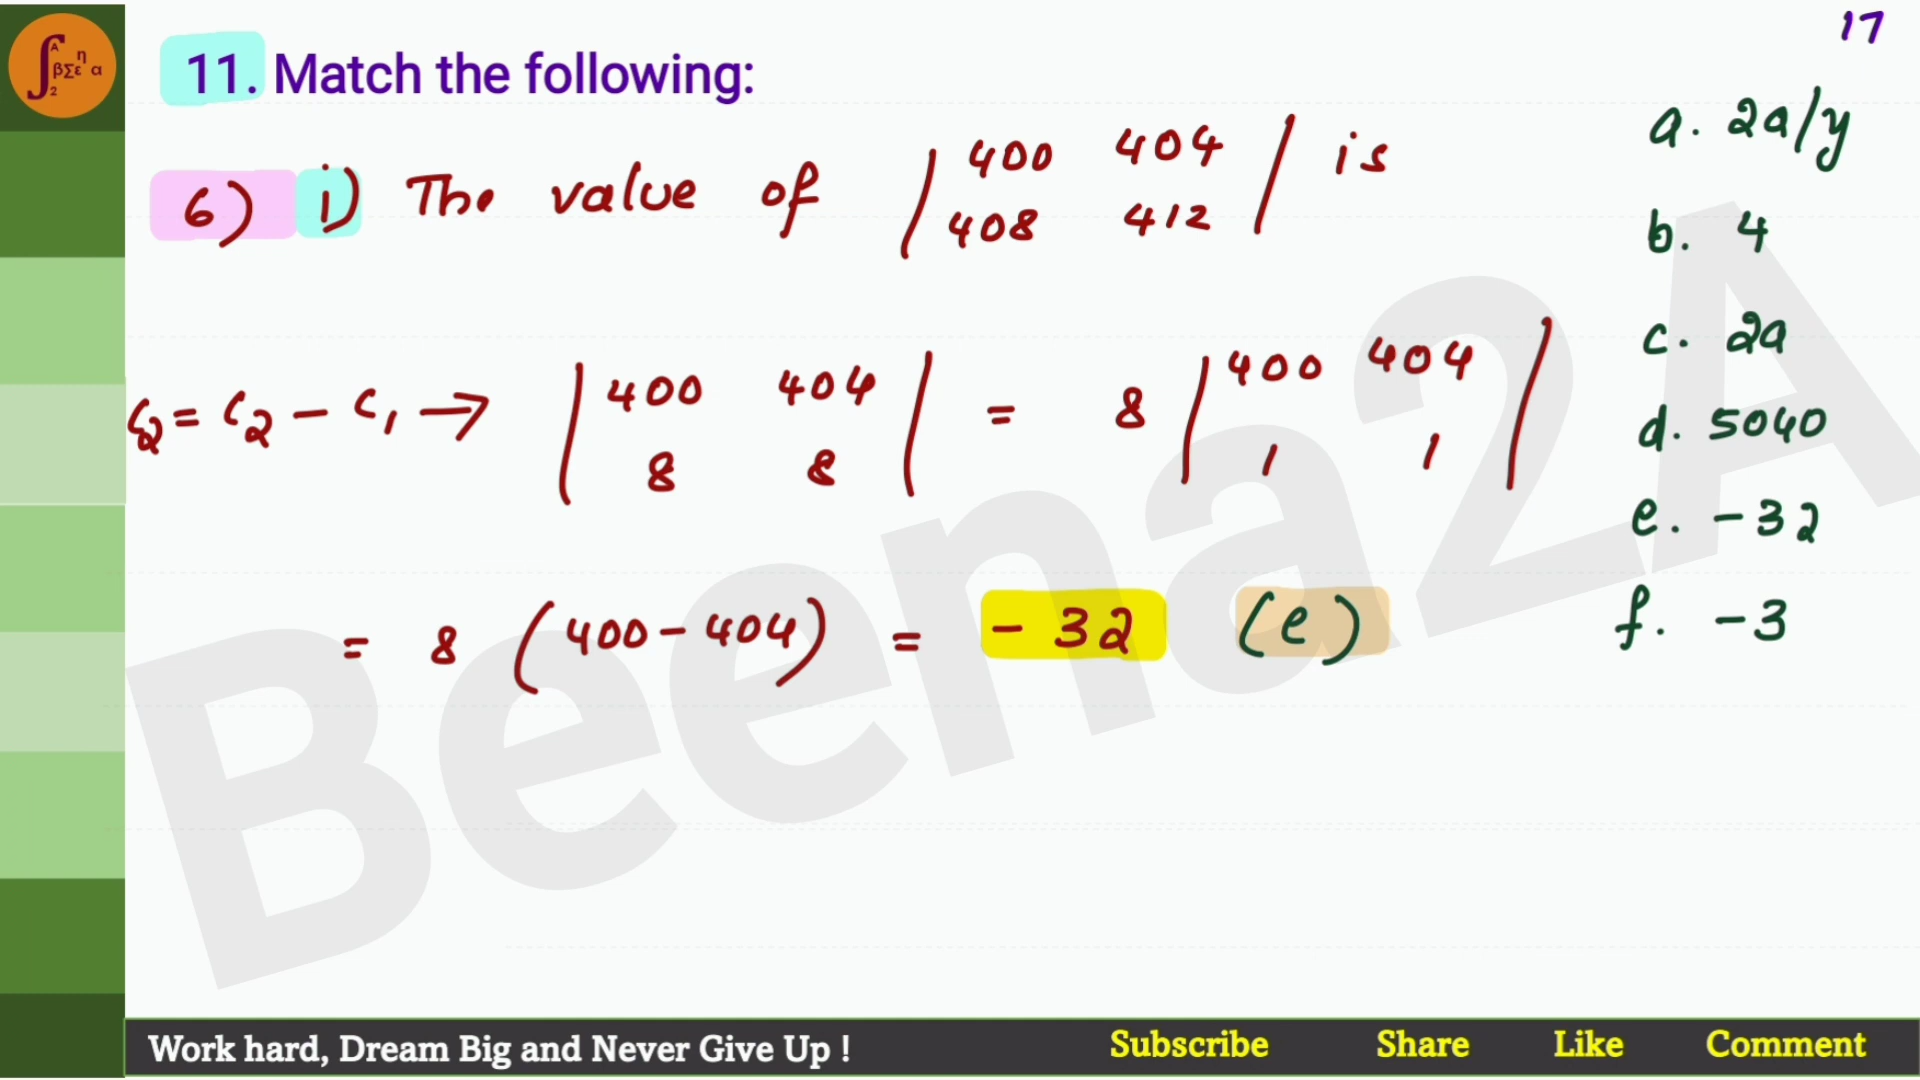 17
11. Match the following:
6) i) The value of | 400 404 | is
| 408 412 |
a. 2a/y
b. 4
c. 2a
d. 5040
e. -32
f. -3
C2 = C2 - C1 → | 400 404 | = 8 | 400 404 |
| 8 8 | | 1 1 |
= 8 (400 - 404) = - 32 (e)
Beena2A
Work hard, Dream Big and Never Give Up ! Subscribe Share Like Comment